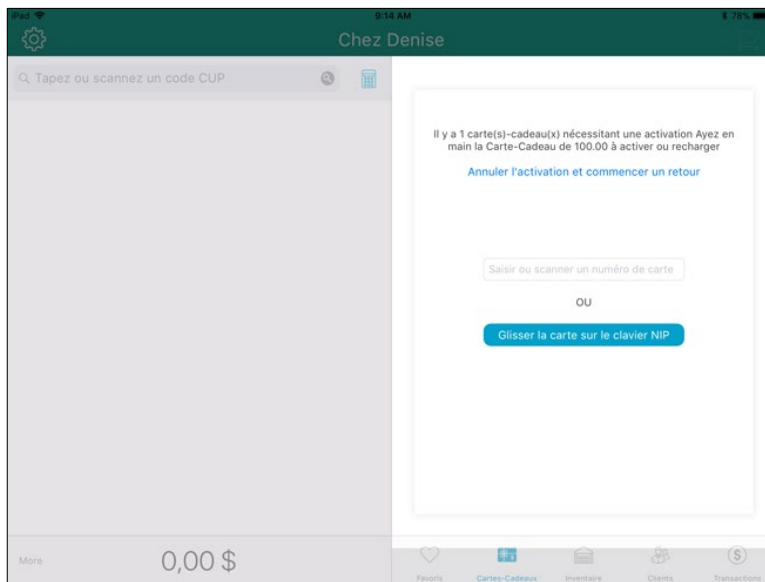 iPad
9:14 AM
78%
Chez Denise
Tapez ou scannez un code CUP
Il y a 1 carte(s)-cadeau(x) nécessitant une activation Ayez en
main la Carte-Cadeau de 100.00 à activer ou recharger
Annuler l'activation et commencer un retour
Saisir ou scanner un numéro de carte
OU
Glisser la carte sur le clavier NIP
More
0,00 $
Favoris
Cartes-Cadeaux
Inventaire
Clients
Transactions